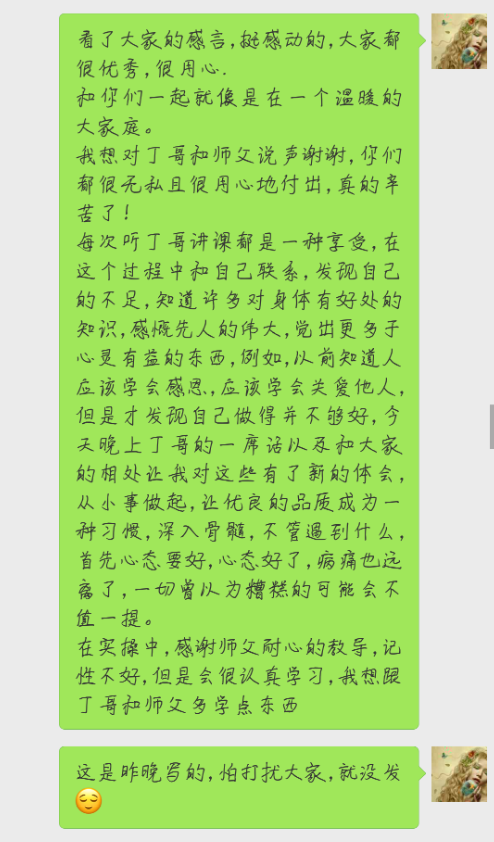 看了大家的感言,挺感动的,大家都
很优秀,很用心.
和你们一起就像是在一个温暖的
大家庭。
我想对丁哥和师父说声谢谢,你们
都很无私且很用心地付出,真的辛
苦了!
每次听丁哥讲课都是一种享受,在
这个过程中和自己联系,发现自己
的不足,知道许多对身体有好处的
知识,感慨先人的伟大,觉出更多于
心灵有益的东西,例如,以前知道人
应该学会感恩,应该学会关爱他人,
但是才发现自己做得并不够好,今
天晚上丁哥的一席话以及和大家
的相处让我对这些有了新的体会,
从小事做起,让优良的品质成为一
种习惯,深入骨髓,不管遇到什么,
首先心态要好,心态好了,病痛也远
离了,一切曾以为糟糕的可能会不
值一提。
在实操中,感谢师父耐心的教导,记
性不好,但是会很认真学习,我想跟
丁哥和师父多学点东西
这是昨晚写的,怕打扰大家,就没发